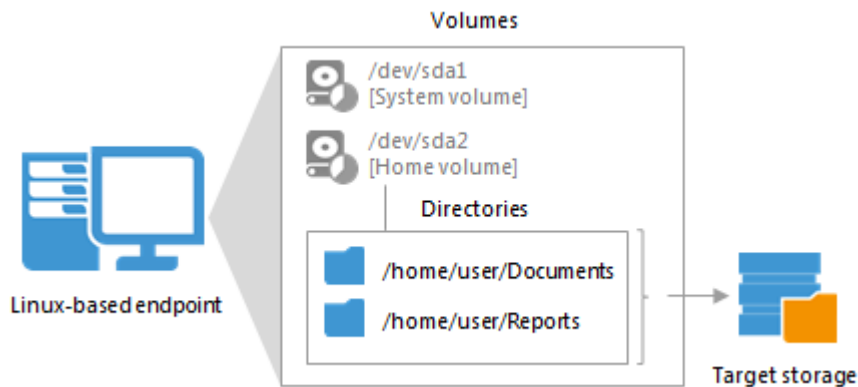 Volumes
/dev/sda1
[System volume]
/dev/sda2
[Home volume]
Directories
/home/user/Documents
/home/user/Reports
Linux-based endpoint
Target storage